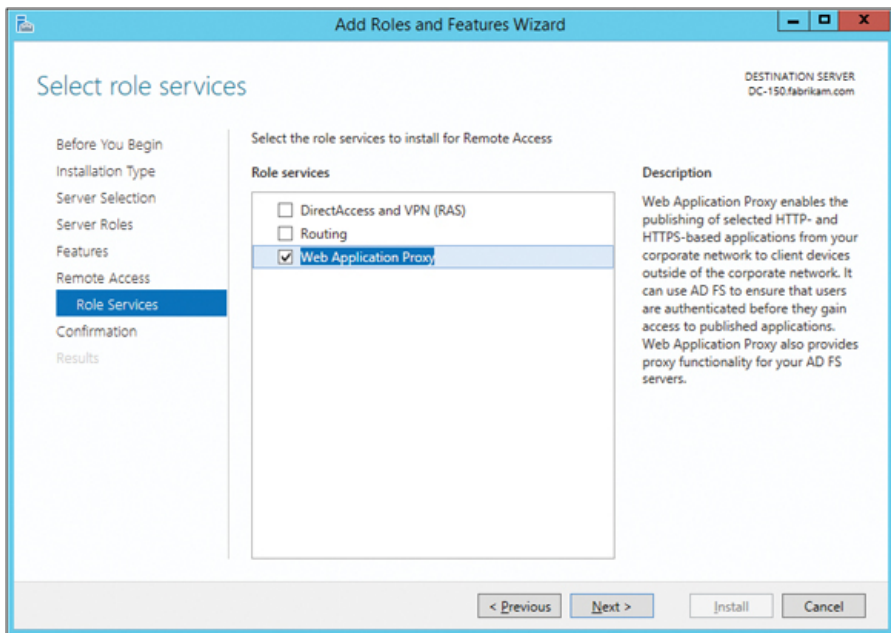 Add Roles and Features Wizard
Select role services
DESTINATION SERVER
DC-150.fabrikam.com
Before You Begin
Installation Type
Server Selection
Server Roles
Features
Remote Access
Role Services
Confirmation
Results
Select the role services to install for Remote Access
Role services
DirectAccess and VPN (RAS)
Routing
Web Application Proxy
Description
Web Application Proxy enables the
publishing of selected HTTP- and
HTTPS-based applications from your
corporate network to client devices
outside of the corporate network. It
can use AD FS to ensure that users
are authenticated before they gain
access to published applications.
Web Application Proxy also provides
proxy functionality for your AD FS
servers.
< Previous
Next >
Install
Cancel